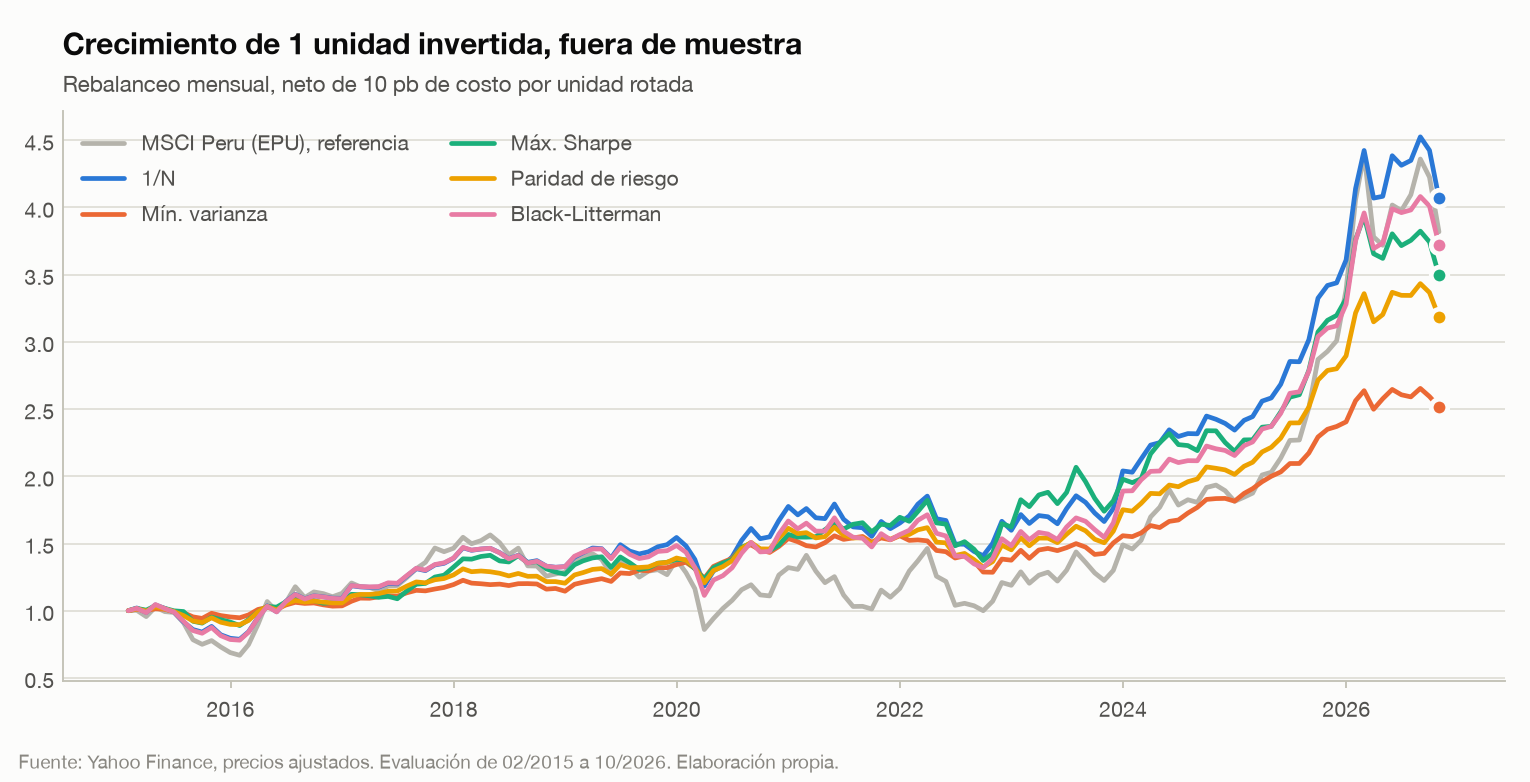 Crecimiento de 1 unidad invertida, fuera de muestra
Rebalanceo mensual, neto de 10 pb de costo por unidad rotada
MSCI Peru (EPU), referencia
1/N
Mín. varianza
Máx. Sharpe
Paridad de riesgo
Black-Litterman
4.5
4.0
3.5
3.0
2.5
2.0
1.5
1.0
0.5
2016
2018
2020
2022
2024
2026
Fuente: Yahoo Finance, precios ajustados. Evaluación de 02/2015 a 10/2026. Elaboración propia.